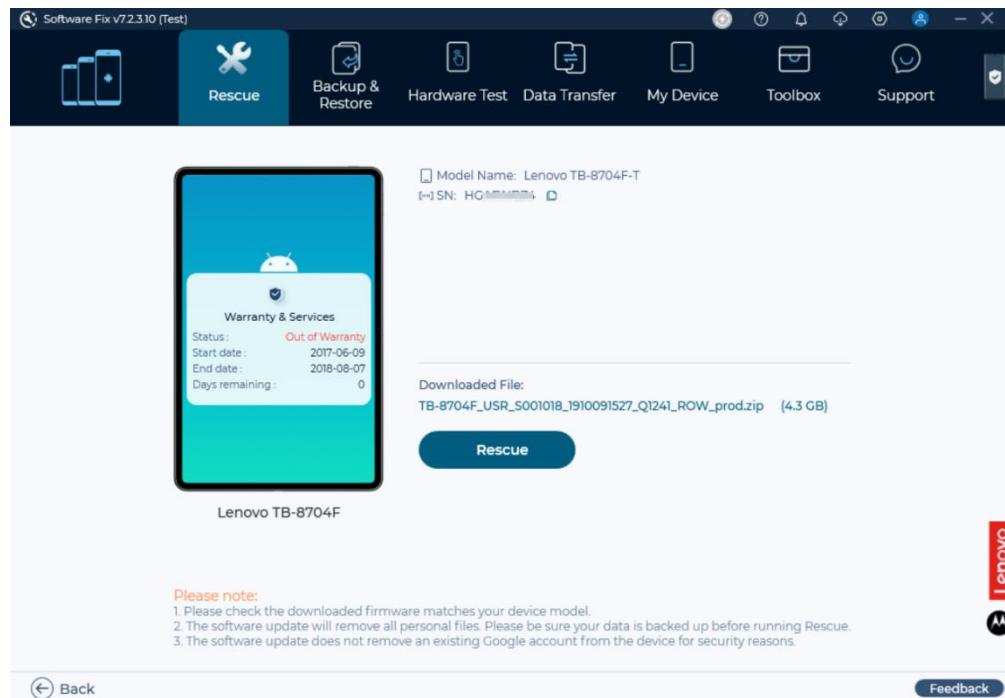 Software Fix v7.2.3.10 (Test)
Rescue
Backup &
Restore
Hardware Test
Data Transfer
My Device
Toolbox
Support
Model Name: Lenovo TB-8704F-T
SN: HG
Warranty & Services
Status: Out of Warranty
Start date: 2017-06-09
End date: 2018-08-07
Days remaining: 0
Lenovo TB-8704F
Downloaded File:
TB-8704F_USR_S001018_1910091527_Q1241_ROW_prod.zip (4.3 GB)
Rescue
Lenovo
Please note:
1. Please check the downloaded firmware matches your device model.
2. The software update will remove all personal files. Please be sure your data is backed up before running Rescue.
3. The software update does not remove an existing Google account from the device for security reasons.
Back
Feedback